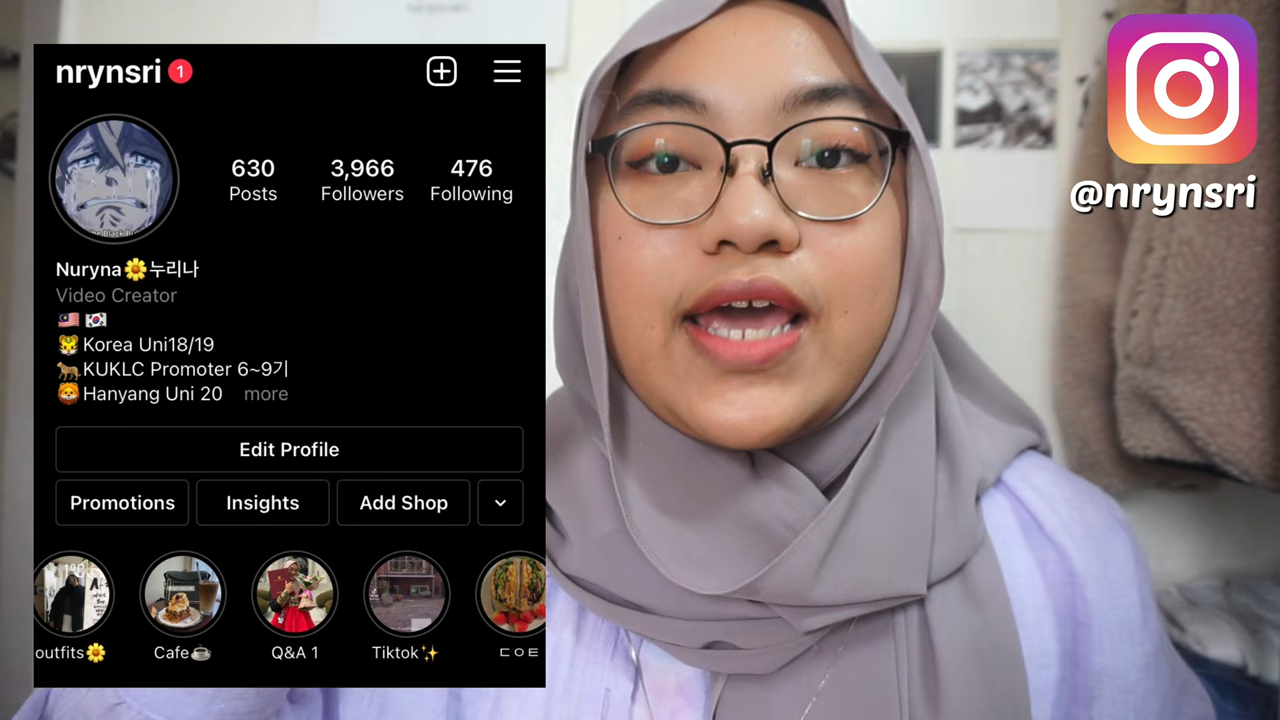 nrynsri 1
630
3,966
476
Posts
Followers
Following
Nuryna🌼누리나
Video Creator
🇲🇾 🇰🇷
🐯Korea Uni18/19
🐆KUKLC Promoter 6~9기
🦁Hanyang Uni 20 more
Edit Profile
Promotions
Insights
Add Shop
1°C
outfits🌼
Cafe☕
Q&A 1
Tiktok✨
ㄷㅇㅌ
@nrynsri